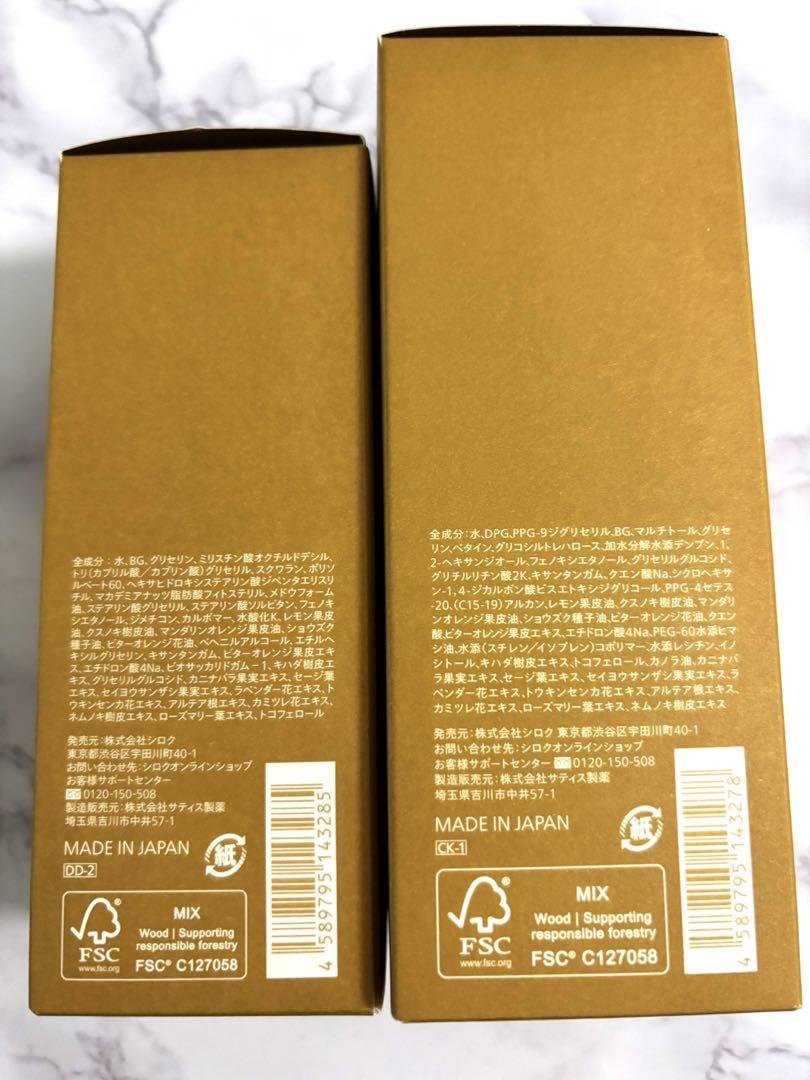 全成分:水、BG、グリセリン、ミリスチン酸オクチルドデシル、
トリ(カプリル酸/カプリン酸)グリセリル、スクワラン、ポリソ
ルベート60、ヘキサヒドロキシステアリン酸ジペンタエリスリ
チル、マカデミアナッツ脂肪酸フィトステリル、メドウフォーム
油、ステアリン酸グリセリル、ステアリン酸ソルビタン、フェノキ
シエタノール、ジメチコン、カルボマー、水酸化K、レモン果皮
油、クスノキ樹皮油、マンダリンオレンジ果皮油、ショウズク
種子油、ビターオレンジ花油、ベヘニルアルコール、エチルヘ
キシルグリセリン、キサンタンガム、ビターオレンジ果皮エキ
ス、エチドロン酸4Na、ビオサッカリドガム-1、キハダ樹皮エ
キス、グリセリルグルコシド、カニナバラ果実エキス、セージ葉エ
キス、セイヨウサンザシ果実エキス、ラベンダー花エキス、ト
ウキンセンカ花エキス、アルテア根エキス、カミツレ花エキス、
ネムノキ樹皮エキス、ローズマリー葉エキス、トコフェロール
発売元:株式会社シロク
東京都渋谷区宇田川町40-1
お問い合わせ先:シロクオンラインショップ
お客様サポートセンター
0120-150-508
製造販売元:株式会社サティス製薬
埼玉県吉川市中井57-1
MADE IN JAPAN
紙
DD-2
MIX
Wood | Supporting
responsible forestry
FSC
www.fsc.org
FSC® C127058
4 589795 143285
全成分:水、DPG、PPG-9ジグリセリル、BG、マルチトール、グリセ
リン、ベタイン、グリコシルトレハロース、加水分解水添デンプン、1,
2-ヘキサンジオール、フェノキシエタノール、グリセリルグルコシド、
グリチルリチン酸2K、キサンタンガム、クエン酸Na、シクロヘキサ
ン-1,4-ジカルボン酸ビスエトキシジグリコール、PPG-4セテス
-20、(C15-19)アルカン、レモン果皮油、クスノキ樹皮油、マンダリ
ンオレンジ果皮油、ショウズク種子油、ビターオレンジ花油、クエン
酸、ビターオレンジ果皮エキス、エチドロン酸4Na、PEG-60水添ヒマ
シ油、水添(スチレン/イソプレン)コポリマー、水添レシチン、イノ
シトール、キハダ樹皮エキス、トコフェロール、カノラ油、カニナバ
ラ果実エキス、セージ葉エキス、セイヨウサンザシ果実エキス、ラ
ベンダー花エキス、トウキンセンカ花エキス、アルテア根エキス、
カミツレ花エキス、ローズマリー葉エキス、ネムノキ樹皮エキス
発売元:株式会社シロク 東京都渋谷区宇田川町40-1
お問い合わせ先:シロクオンラインショップ
お客様サポートセンター 0120-150-508
製造販売元:株式会社サティス製薬
埼玉県吉川市中井57-1
MADE IN JAPAN
紙
CK-1
MIX
Wood | Supporting
responsible forestry
FSC
www.fsc.org
FSC® C127058
4 589795 143278